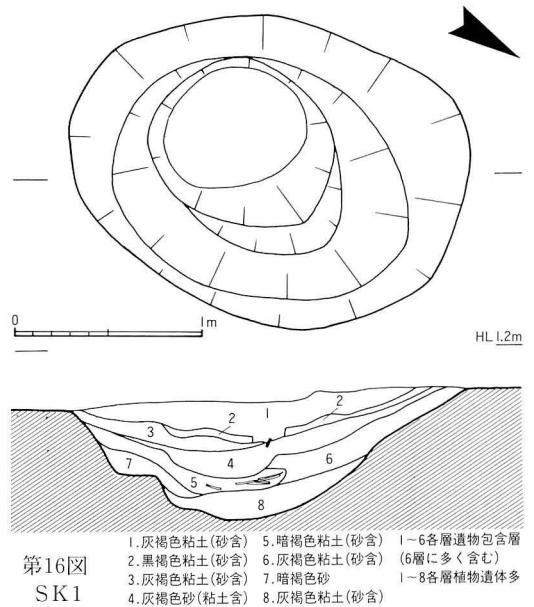 0 1m
HL 1.2m
2 1 2
3
4 6
7
5
8
1.灰褐色粘土(砂含) 5.暗褐色粘土(砂含) 1~6各層遺物包含層
2.黒褐色粘土(砂含) 6.灰褐色粘土(砂含) (6層に多く含む)
3.灰褐色粘土(砂含) 7.暗褐色砂 1~8各層植物遺体多
4.灰褐色砂(粘土含) 8.灰褐色粘土(砂含)
第16図
SK1